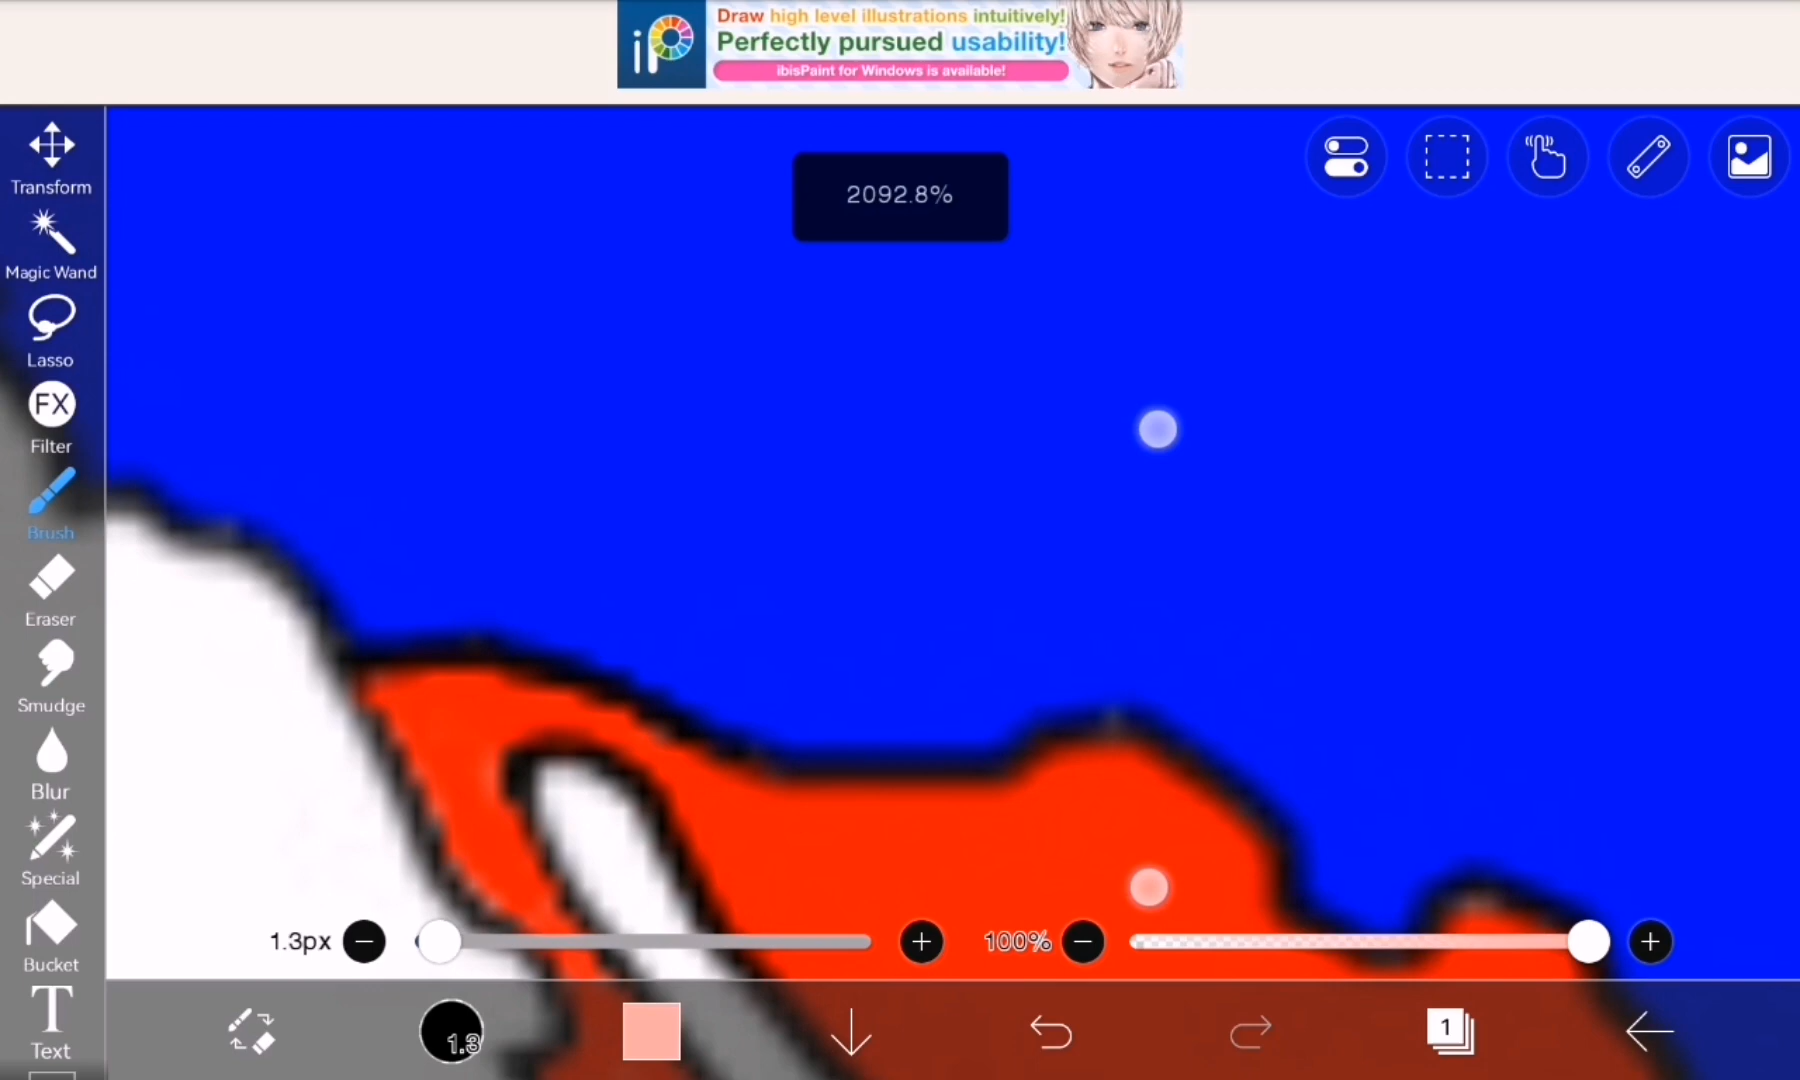 iP
Draw high level illustrations intuitively!
Perfectly pursued usability!
ibisPaint for Windows is available!
2092.8%
Transform
Magic Wand
Lasso
FX
Filter
Brush
Eraser
Smudge
Blur
Special
Bucket
T
Text
1.3px
100%
1.3
1